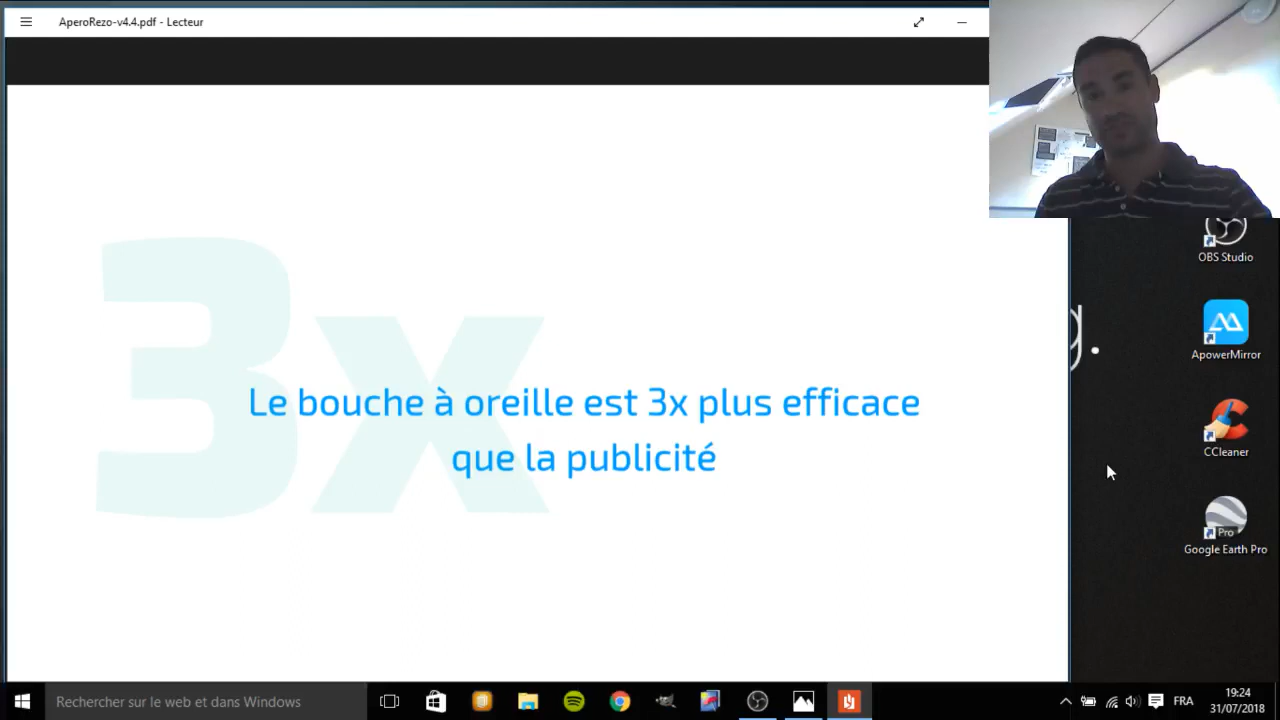 AperoRezo-v4.4.pdf - Lecteur
3x
Le bouche à oreille est 3x plus efficace
que la publicité
g.
OBS Studio
ApowerMirror
CCleaner
Pro
Google Earth Pro
Rechercher sur le web et dans Windows
FRA
19:24
31/07/2018